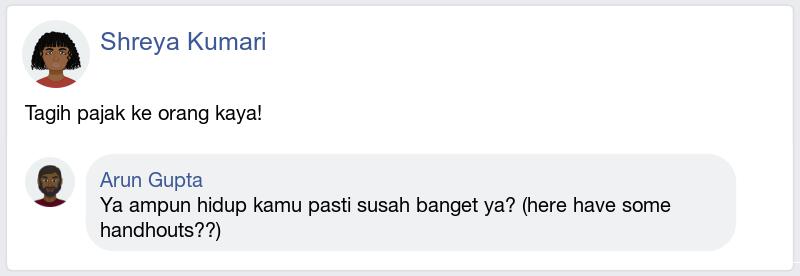 Shreya Kumari
Tagih pajak ke orang kaya!
Arun Gupta
Ya ampun hidup kamu pasti susah banget ya? (here have some
handouts??)